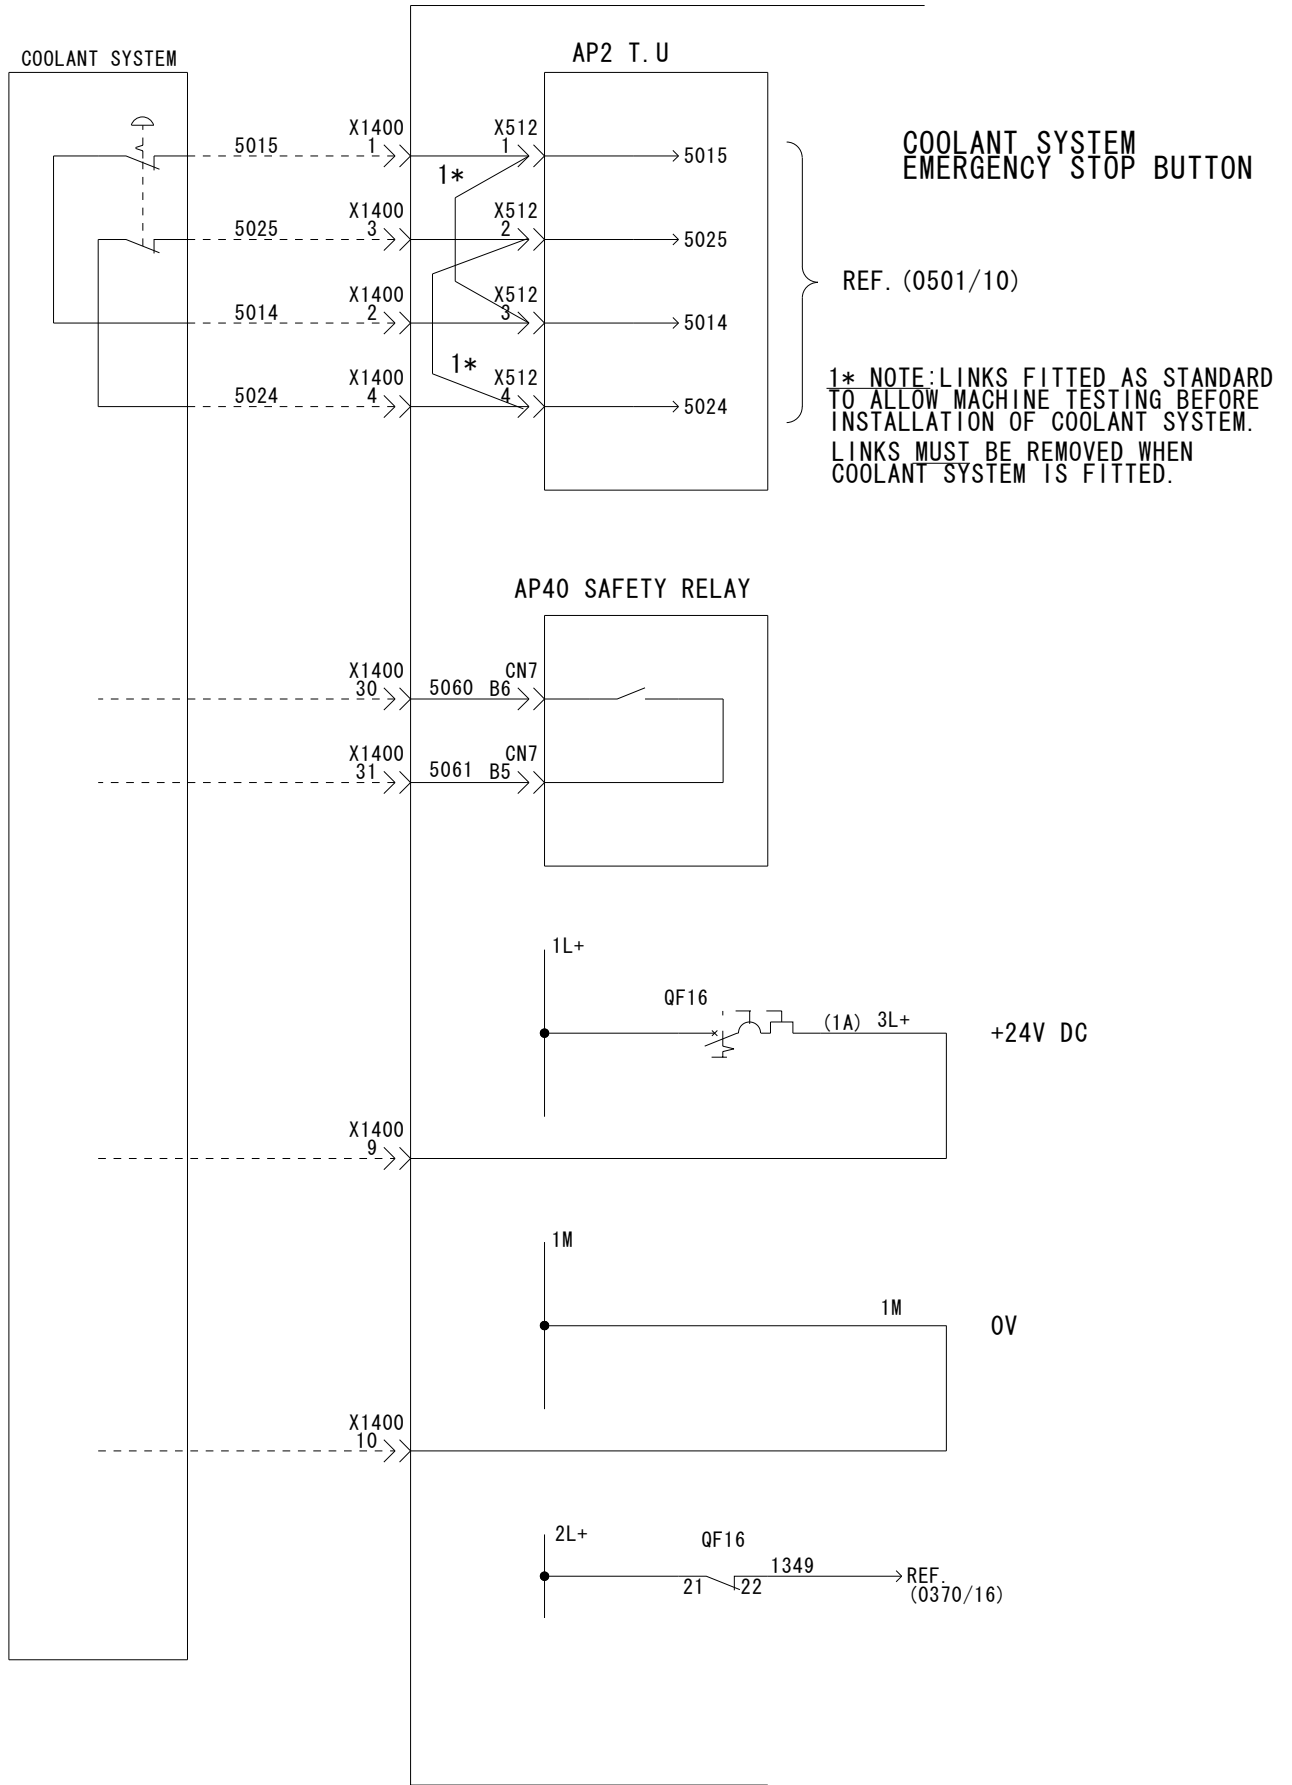 COOLANT SYSTEM
AP2 T.U
5015
X1400
1
X512
1
5015
1*
COOLANT SYSTEM
EMERGENCY STOP BUTTON
5025
X1400
3
X512
2
5025
REF.(0501/10)
5014
X1400
2
X512
3
5014
1*
5024
X1400
4
X512
4
5024
1* NOTE:LINKS FITTED AS STANDARD
TO ALLOW MACHINE TESTING BEFORE
INSTALLATION OF COOLANT SYSTEM.
LINKS MUST BE REMOVED WHEN
COOLANT SYSTEM IS FITTED.
AP40 SAFETY RELAY
X1400
30
5060
CN7
B6
X1400
31
5061
CN7
B5
1L+
QF16
(1A) 3L+
+24V DC
X1400
9
1M
1M
0V
X1400
10
2L+
QF16
21
22
1349
REF.
(0370/16)